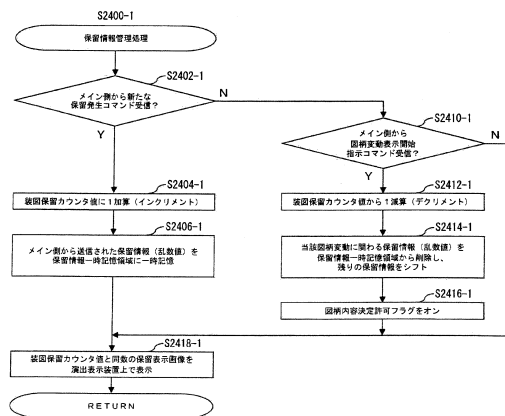 S2400-1
保留情報管理処理
S2402-1
メイン側から新たな
保留発生コマンド受信？
N
Y
S2410-1
メイン側から
図柄変動表示開始
指示コマンド受信？
N
Y
S2404-1
装図保留カウンタ値に1加算（インクリメント）
S2412-1
装図保留カウンタ値から1減算（デクリメント）
S2406-1
メイン側から送信された保留情報（乱数値）を
保留情報一時記憶領域に一時記憶
S2414-1
当該図柄変動に関わる保留情報（乱数値）を
保留情報一時記憶領域から削除し、
残りの保留情報をシフト
S2416-1
図柄内容決定許可フラグをオン
S2418-1
装図保留カウンタ値と同数の保留表示画像を
演出表示装置上で表示
RETURN